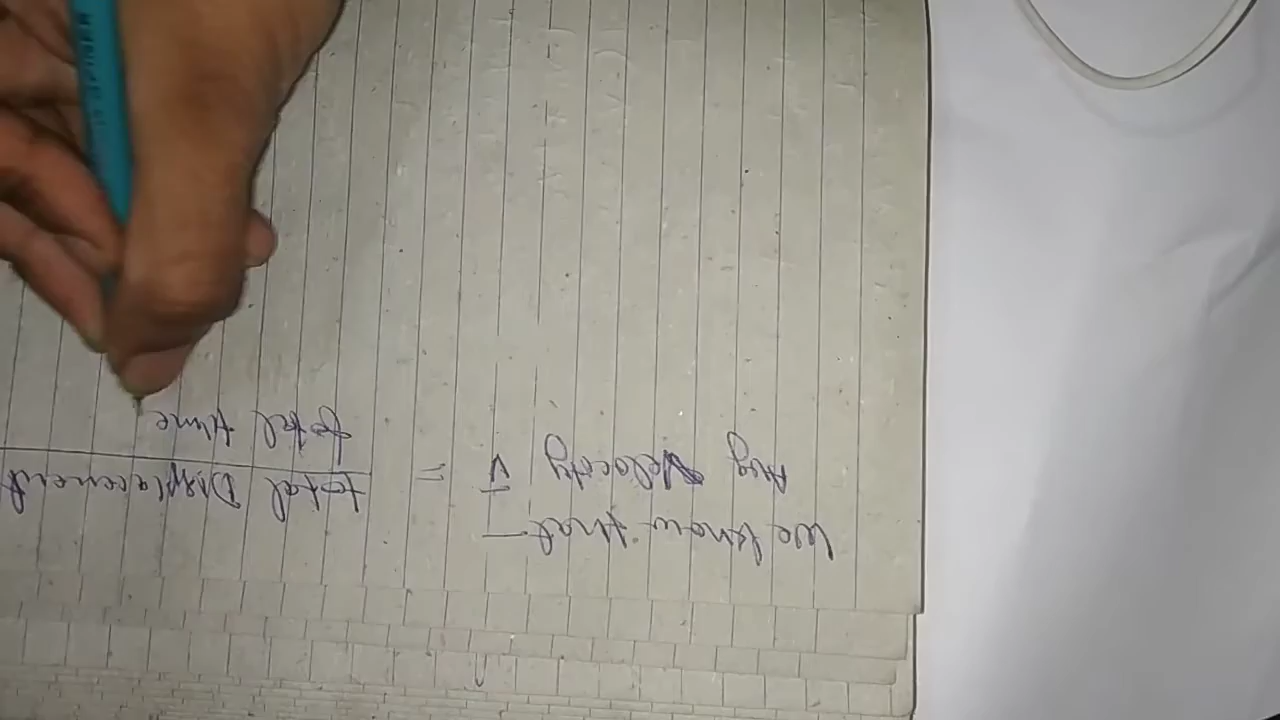 We know that —
Avg Velocity V̅ = total Displacement
total time